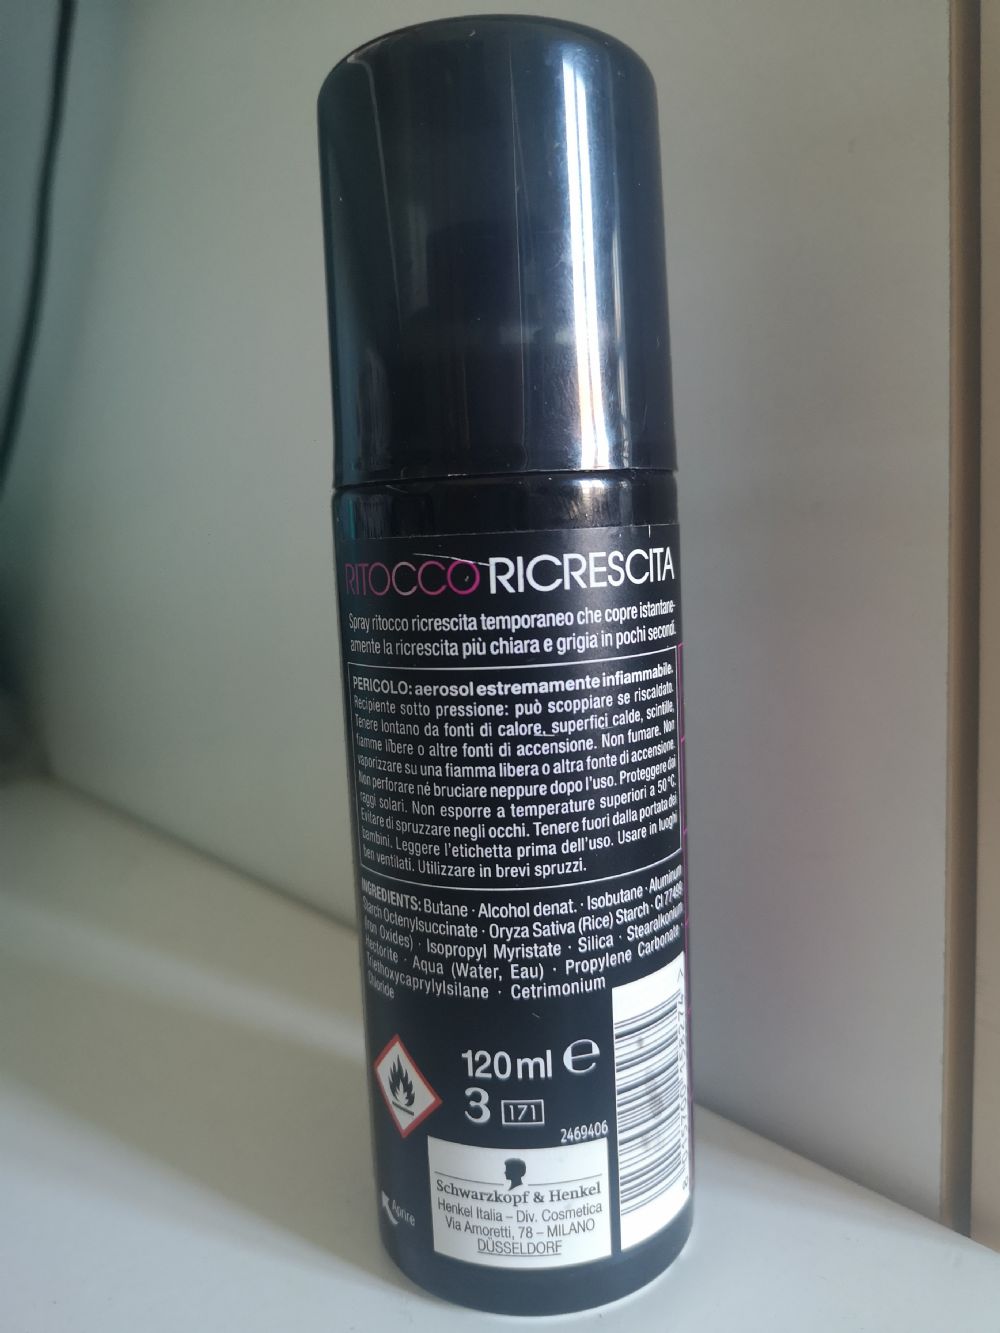 RITOCCO RICRESCITA
Spray ritocco ricrescita temporaneo che copre istantane-
amente la ricrescita più chiara e grigia in pochi secondi.
PERICOLO: aerosol estremamente infiammabile.
Recipiente sotto pressione: può scoppiare se riscaldato.
Tenere lontano da fonti di calore, superfici calde, scintille,
fiamme libere o altre fonti di accensione. Non fumare. Non
vaporizzare su una fiamma libera o altra fonte di accensione.
Non perforare né bruciare neppure dopo l'uso. Proteggere dai
raggi solari. Non esporre a temperature superiori a 50 °C.
Evitare di spruzzare negli occhi. Tenere fuori dalla portata dei
bambini. Leggere l'etichetta prima dell'uso. Usare in luoghi
ben ventilati. Utilizzare in brevi spruzzi.
INGREDIENTS: Butane · Alcohol denat. · Isobutane · Aluminum
Starch Octenylsuccinate · Oryza Sativa (Rice) Starch · CI 77499
(Iron Oxides) · Isopropyl Myristate · Silica · Stearalkonium
Hectorite · Aqua (Water, Eau) · Propylene Carbonate ·
Triethoxycaprylylsilane · Cetrimonium
Chloride
120 ml e
3 171
2469406
Schwarzkopf & Henkel
Henkel Italia – Div. Cosmetica
Via Amoretti, 78 – MILANO
DÜSSELDORF
Aprire